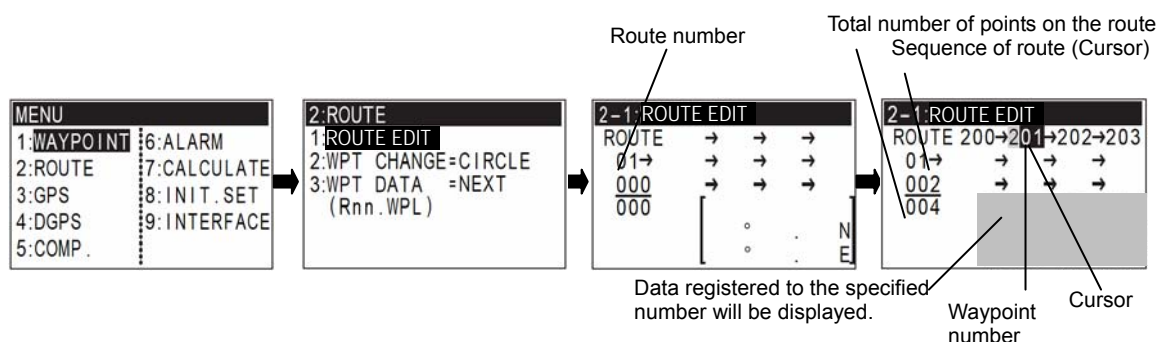 Total number of points on the route
Route number
Sequence of route (Cursor)
MENU
1:WAYPOINT 6:ALARM
2:ROUTE 7:CALCULATE
3:GPS 8:INIT.SET
4:DGPS 9:INTERFACE
5:COMP.
2:ROUTE
1:ROUTE EDIT
2:WPT CHANGE=CIRCLE
3:WPT DATA =NEXT
(Rnn.WPL)
2-1:ROUTE EDIT
ROUTE → → →
01→ → → →
000 → → →
000
[ ° . N
° . E]
2-1:ROUTE EDIT
ROUTE 200→201→202→203
01→ → → →
002 → → →
004
Data registered to the specified
number will be displayed.
Waypoint
number
Cursor